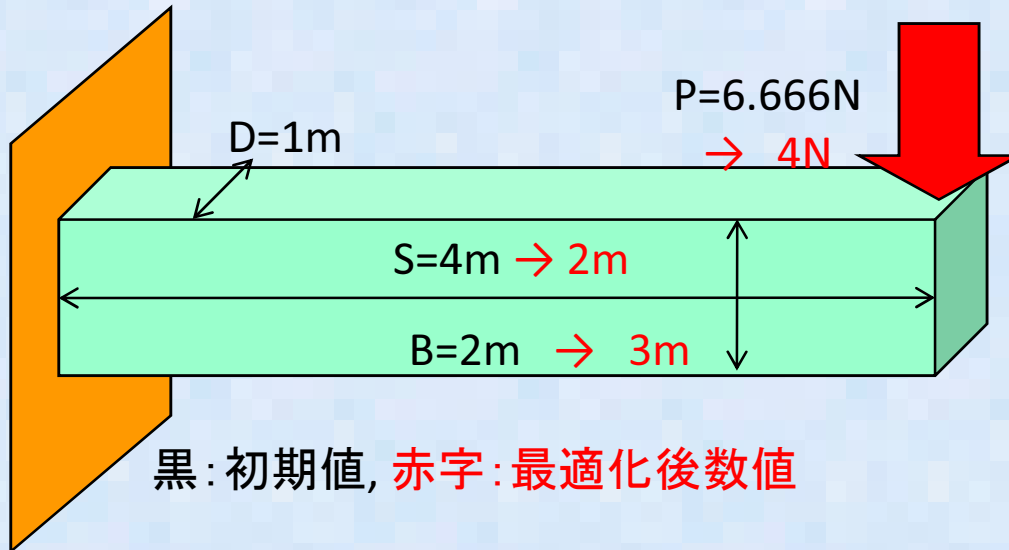 P=6.666N
→ 4N
D=1m
S=4m → 2m
B=2m → 3m
黒：初期値, 赤字：最適化後数値